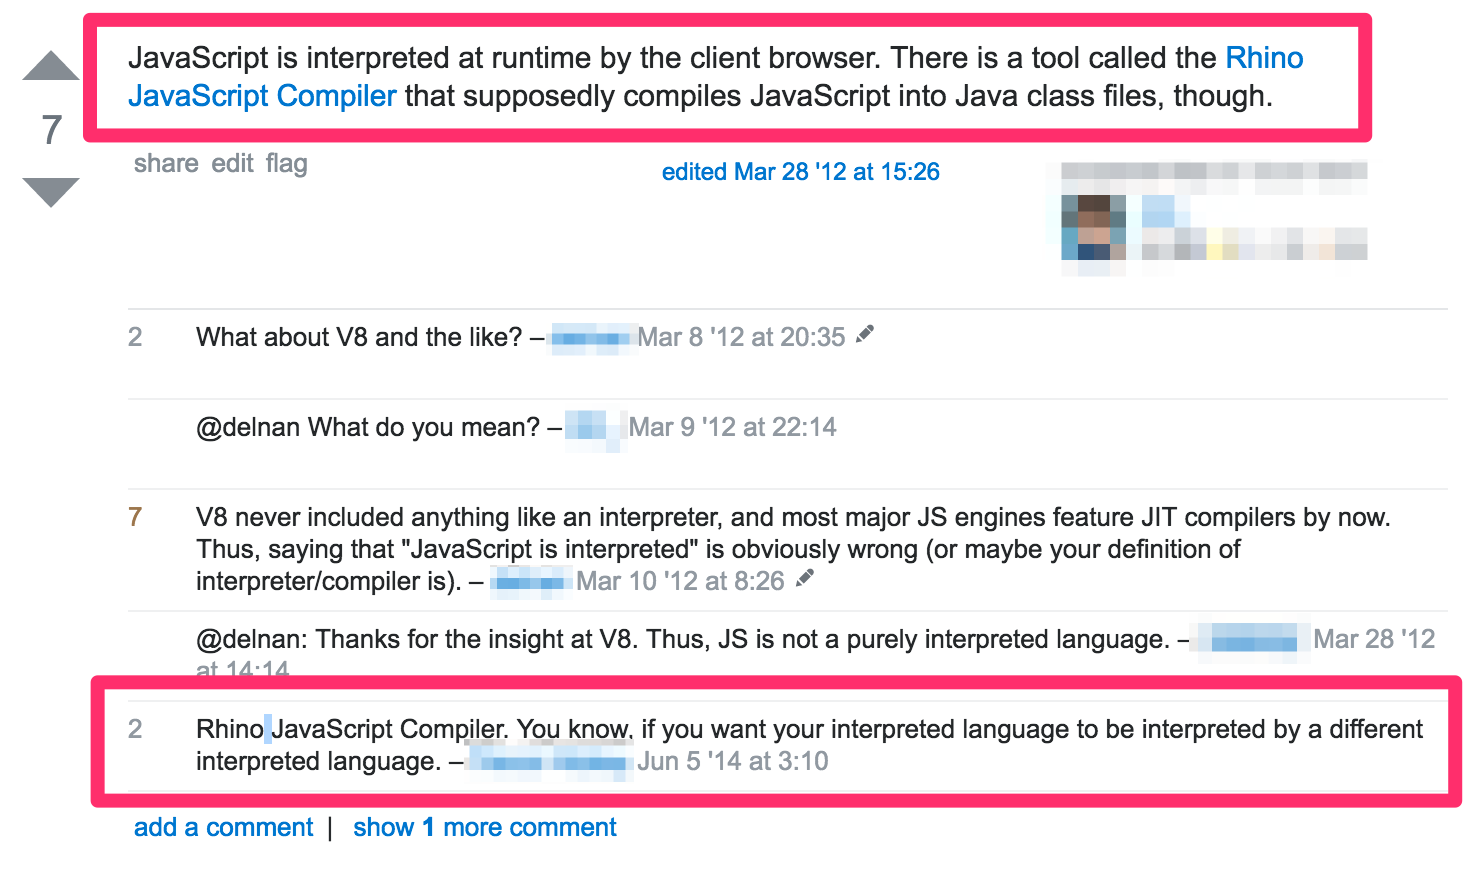 JavaScript is interpreted at runtime by the client browser. There is a tool called the Rhino
JavaScript Compiler that supposedly compiles JavaScript into Java class files, though.
7
share edit flag
edited Mar 28 '12 at 15:26
2 What about V8 and the like? – Mar 8 '12 at 20:35
@delnan What do you mean? – Mar 9 '12 at 22:14
7 V8 never included anything like an interpreter, and most major JS engines feature JIT compilers by now.
Thus, saying that "JavaScript is interpreted" is obviously wrong (or maybe your definition of
interpreter/compiler is). – Mar 10 '12 at 8:26
@delnan: Thanks for the insight at V8. Thus, JS is not a purely interpreted language. – Mar 28 '12
at 14:14
2 Rhino JavaScript Compiler. You know, if you want your interpreted language to be interpreted by a different
interpreted language. – Jun 5 '14 at 3:10
add a comment | show 1 more comment